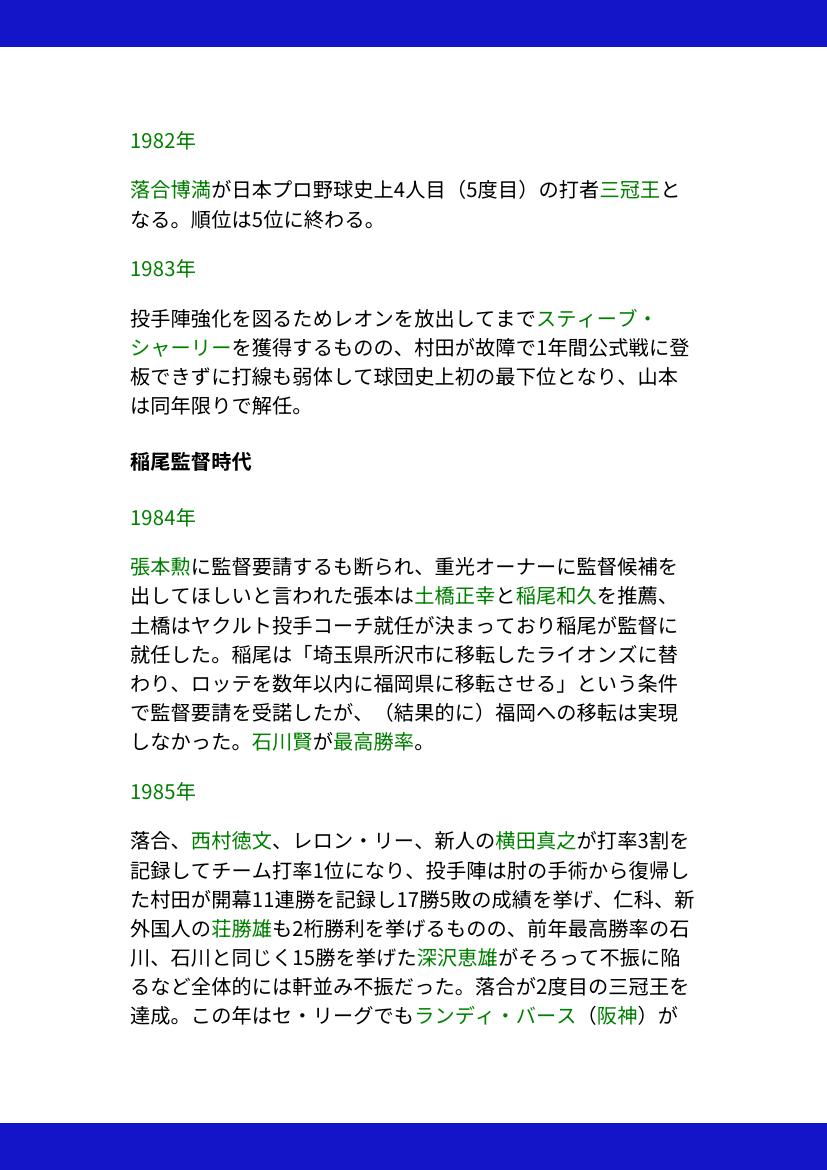 1982年
落合博満が日本プロ野球史上4人目（5度目）の打者三冠王と
なる。順位は5位に終わる。
1983年
投手陣強化を図るためレオンを放出してまでスティーブ・
シャーリーを獲得するものの、村田が故障で1年間公式戦に登
板できずに打線も弱体して球団史上初の最下位となり、山本
は同年限りで解任。
稲尾監督時代
1984年
張本勲に監督要請するも断られ、重光オーナーに監督候補を
出してほしいと言われた張本は土橋正幸と稲尾和久を推薦、
土橋はヤクルト投手コーチ就任が決まっており稲尾が監督に
就任した。稲尾は「埼玉県所沢市に移転したライオンズに替
わり、ロッテを数年以内に福岡県に移転させる」という条件
で監督要請を受諾したが、（結果的に）福岡への移転は実現
しなかった。石川賢が最高勝率。
1985年
落合、西村徳文、レロン・リー、新人の横田真之が打率3割を
記録してチーム打率1位になり、投手陣は肘の手術から復帰し
た村田が開幕11連勝を記録し17勝5敗の成績を挙げ、仁科、新
外国人の荘勝雄も2桁勝利を挙げるものの、前年最高勝率の石
川、石川と同じく15勝を挙げた深沢恵雄がそろって不振に陥
るなど全体的には軒並み不振だった。落合が2度目の三冠王を
達成。この年はセ・リーグでもランディ・バース（阪神）が